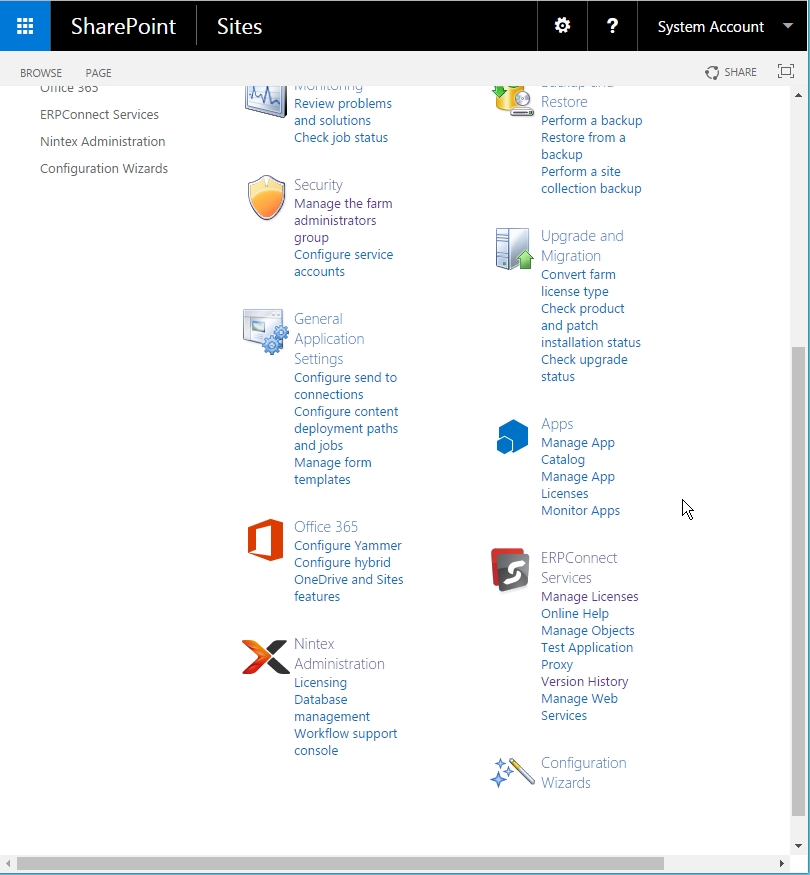 SharePoint
Sites
?
System Account
BROWSE
PAGE
SHARE
Office 365
ERPConnect Services
Nintex Administration
Configuration Wizards
Monitoring
Review problems
and solutions
Check job status
Security
Manage the farm
administrators
group
Configure service
accounts
General
Application
Settings
Configure send to
connections
Configure content
deployment paths
and jobs
Manage form
templates
Office 365
Configure Yammer
Configure hybrid
OneDrive and Sites
features
Nintex
Administration
Licensing
Database
management
Workflow support
console
Backup and
Restore
Perform a backup
Restore from a
backup
Perform a site
collection backup
Upgrade and
Migration
Convert farm
license type
Check product
and patch
installation status
Check upgrade
status
Apps
Manage App
Catalog
Manage App
Licenses
Monitor Apps
ERPConnect
Services
Manage Licenses
Online Help
Manage Objects
Test Application
Proxy
Version History
Manage Web
Services
Configuration
Wizards